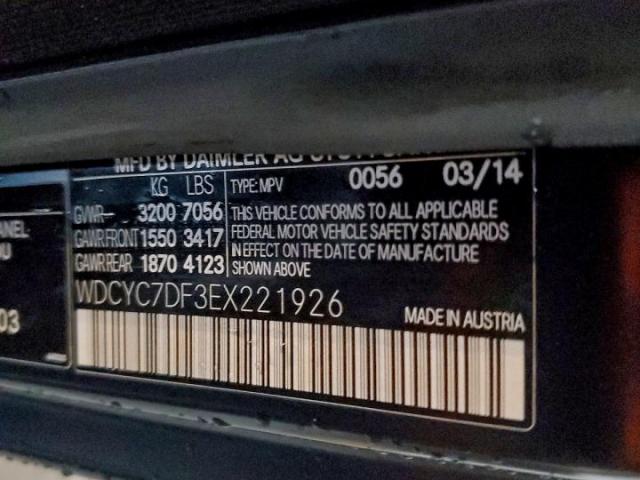 MFD BY DAIMLER AG
KG LBS
GVWR 3200 7056
GAWR FRONT 1550 3417
GAWR REAR 1870 4123
TYPE: MPV 0056 03/14
THIS VEHICLE CONFORMS TO ALL APPLICABLE
FEDERAL MOTOR VEHICLE SAFETY STANDARDS
IN EFFECT ON THE DATE OF MANUFACTURE
SHOWN ABOVE
WDCYC7DF3EX221926
MADE IN AUSTRIA
03